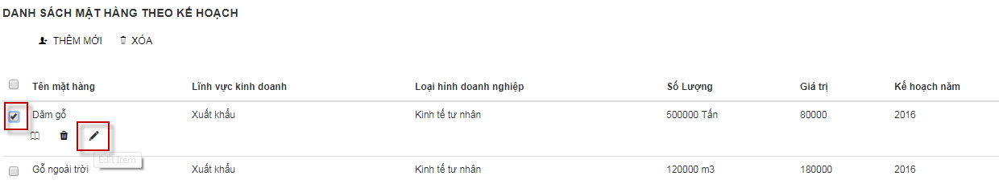 DANH SÁCH MẶT HÀNG THEO KẾ HOẠCH
THÊM MỚI XÓA
Tên mặt hàng Lĩnh vực kinh doanh Loại hình doanh nghiệp Số Lượng Giá trị Kế hoạch năm
Dăm gỗ Xuất khẩu Kinh tế tư nhân 500000 Tấn 80000 2016
Edit Item
Gỗ ngoài trời Xuất khẩu Kinh tế tư nhân 120000 m3 180000 2016